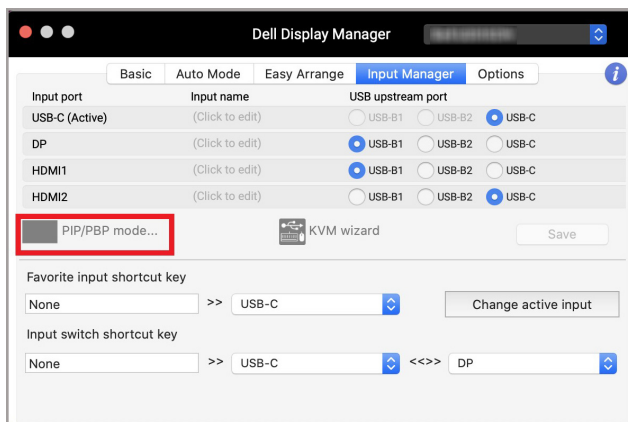 Dell Display Manager
Basic Auto Mode Easy Arrange Input Manager Options i
Input port Input name USB upstream port
USB-C (Active) (Click to edit) USB-B1 USB-B2 USB-C
DP (Click to edit) USB-B1 USB-B2 USB-C
HDMI1 (Click to edit) USB-B1 USB-B2 USB-C
HDMI2 (Click to edit) USB-B1 USB-B2 USB-C
PIP/PBP mode... KVM wizard Save
Favorite input shortcut key
None >> USB-C Change active input
Input switch shortcut key
None >> USB-C <<>> DP